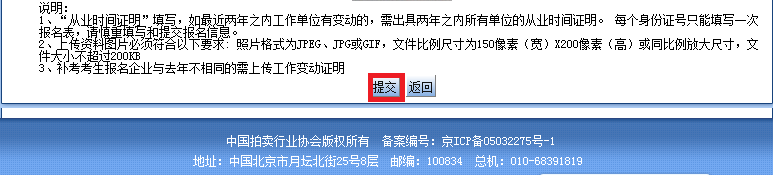 说明:
1、“从业时间证明”填写，如最近两年之内工作单位有变动的，需出具两年之内所有单位的从业时间证明。 每个身份证号只能填写一次
报名表，请慎重填写和提交报名信息。
2、上传资料图片必须符合以下要求：照片格式为JPEG、JPG或GIF，文件比例尺寸为150像素（宽）X200像素（高）或同比例放大尺寸，文
件大小不超过200KB
3、补考考生报名企业与去年不相同的需上传工作变动证明
提交 返回
中国拍卖行业协会版权所有 备案编号：京ICP备05032275号-1
地址：中国北京市月坛北街25号8层 邮编：100834 总机：010-68391819